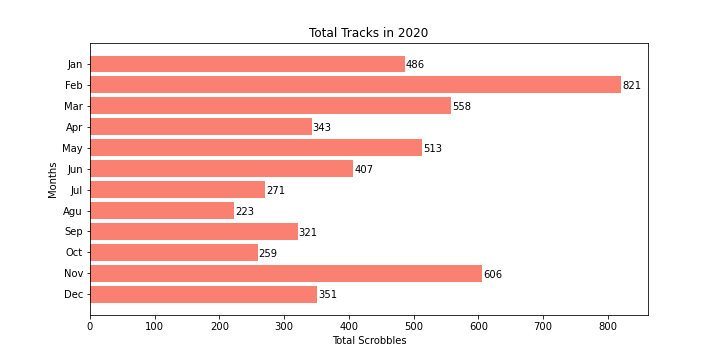 Total Tracks in 2020
Months
Jan 486
Feb 821
Mar 558
Apr 343
May 513
Jun 407
Jul 271
Agu 223
Sep 321
Oct 259
Nov 606
Dec 351
0 100 200 300 400 500 600 700 800
Total Scrobbles